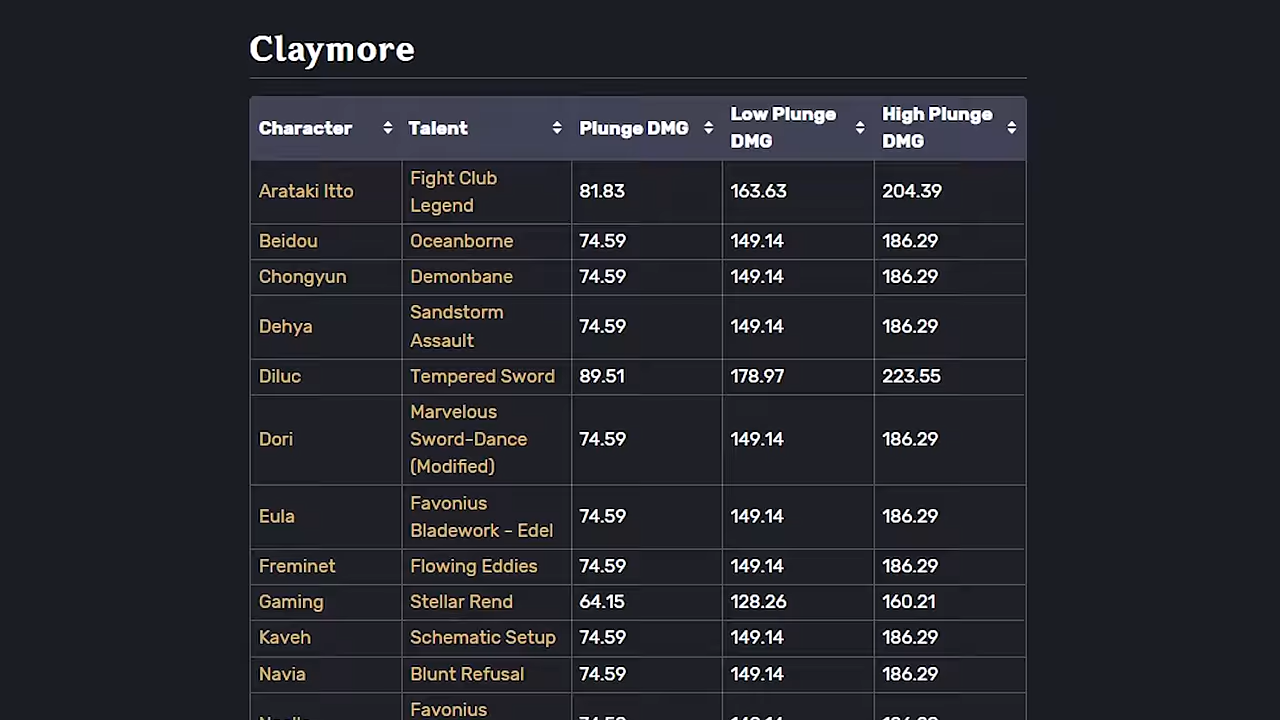 Claymore
Character Talent Plunge DMG Low Plunge DMG High Plunge DMG
Arataki Itto Fight Club Legend 81.83 163.63 204.39
Beidou Oceanborne 74.59 149.14 186.29
Chongyun Demonbane 74.59 149.14 186.29
Dehya Sandstorm Assault 74.59 149.14 186.29
Diluc Tempered Sword 89.51 178.97 223.55
Dori Marvelous Sword-Dance (Modified) 74.59 149.14 186.29
Eula Favonius Bladework - Edel 74.59 149.14 186.29
Freminet Flowing Eddies 74.59 149.14 186.29
Gaming Stellar Rend 64.15 128.26 160.21
Kaveh Schematic Setup 74.59 149.14 186.29
Navia Blunt Refusal 74.59 149.14 186.29
Favonius